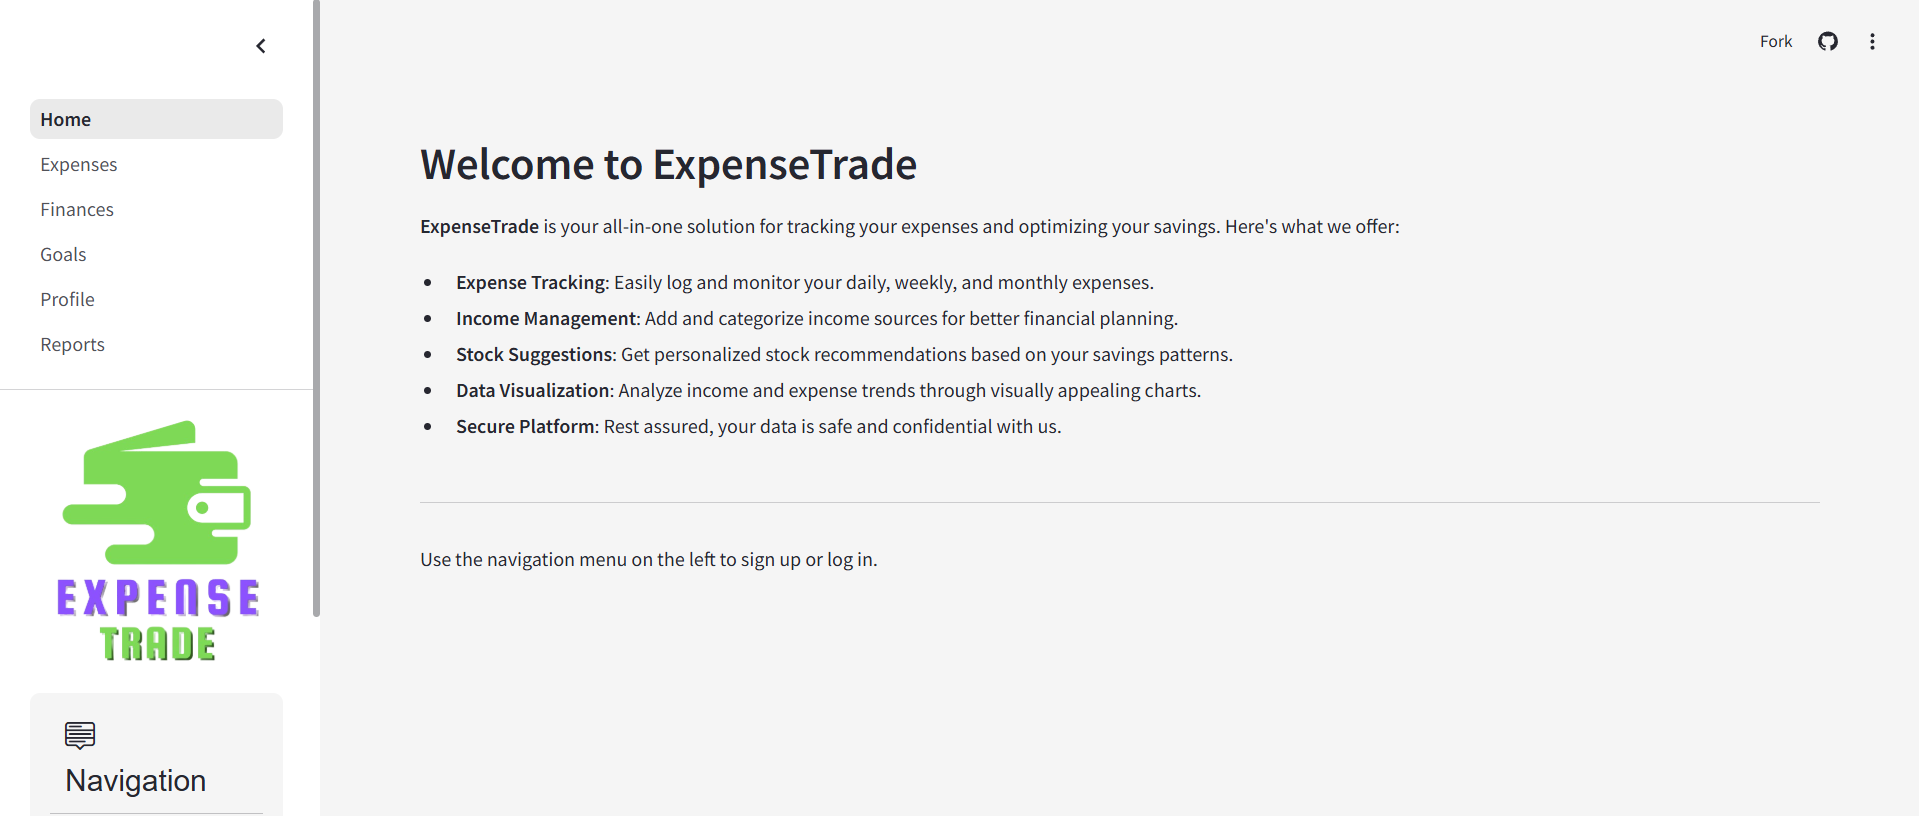 Fork
Home
Expenses
Finances
Goals
Profile
Reports
EXPENSE
TRADE
Navigation
Welcome to ExpenseTrade
ExpenseTrade is your all-in-one solution for tracking your expenses and optimizing your savings. Here's what we offer:
• Expense Tracking: Easily log and monitor your daily, weekly, and monthly expenses.
• Income Management: Add and categorize income sources for better financial planning.
• Stock Suggestions: Get personalized stock recommendations based on your savings patterns.
• Data Visualization: Analyze income and expense trends through visually appealing charts.
• Secure Platform: Rest assured, your data is safe and confidential with us.
Use the navigation menu on the left to sign up or log in.